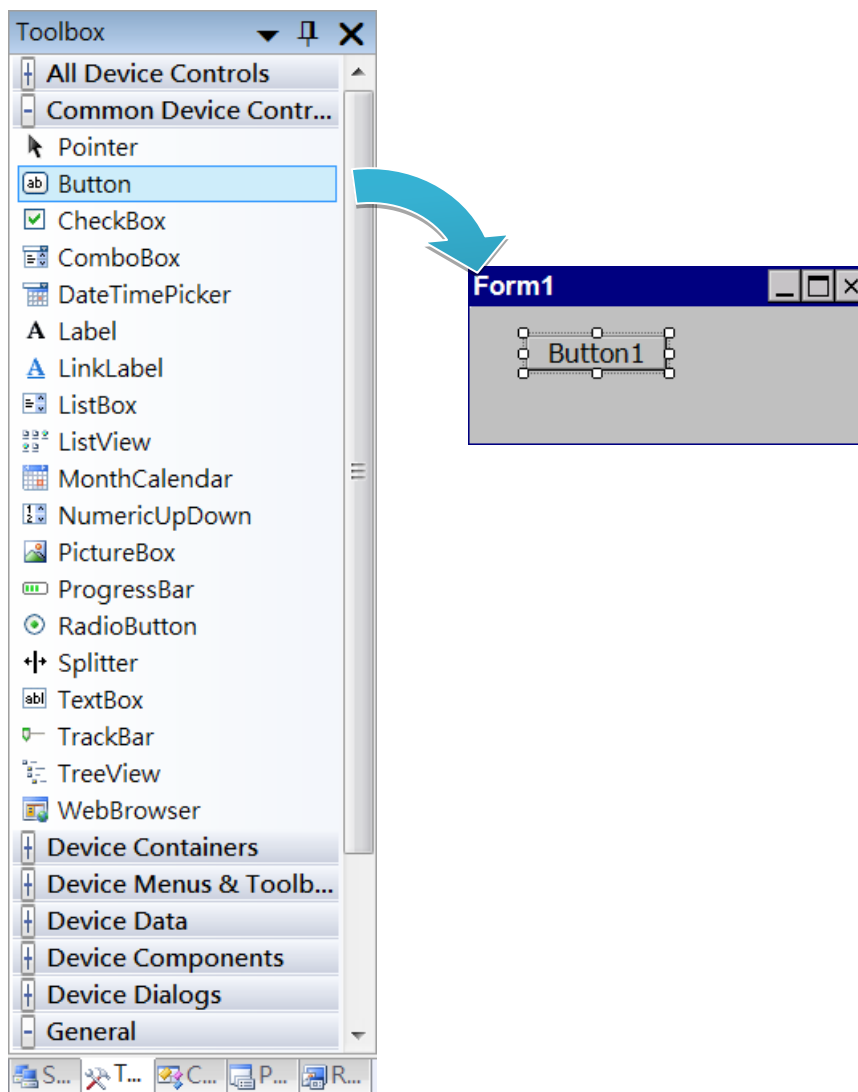 Toolbox
All Device Controls
Common Device Contr...
Pointer
ab Button
CheckBox
ComboBox
DateTimePicker
A Label
A LinkLabel
ListBox
ListView
MonthCalendar
NumericUpDown
PictureBox
ProgressBar
RadioButton
Splitter
abl TextBox
TrackBar
TreeView
WebBrowser
Device Containers
Device Menus & Toolb...
Device Data
Device Components
Device Dialogs
General
S... T... C... P... R...
Form1
Button1